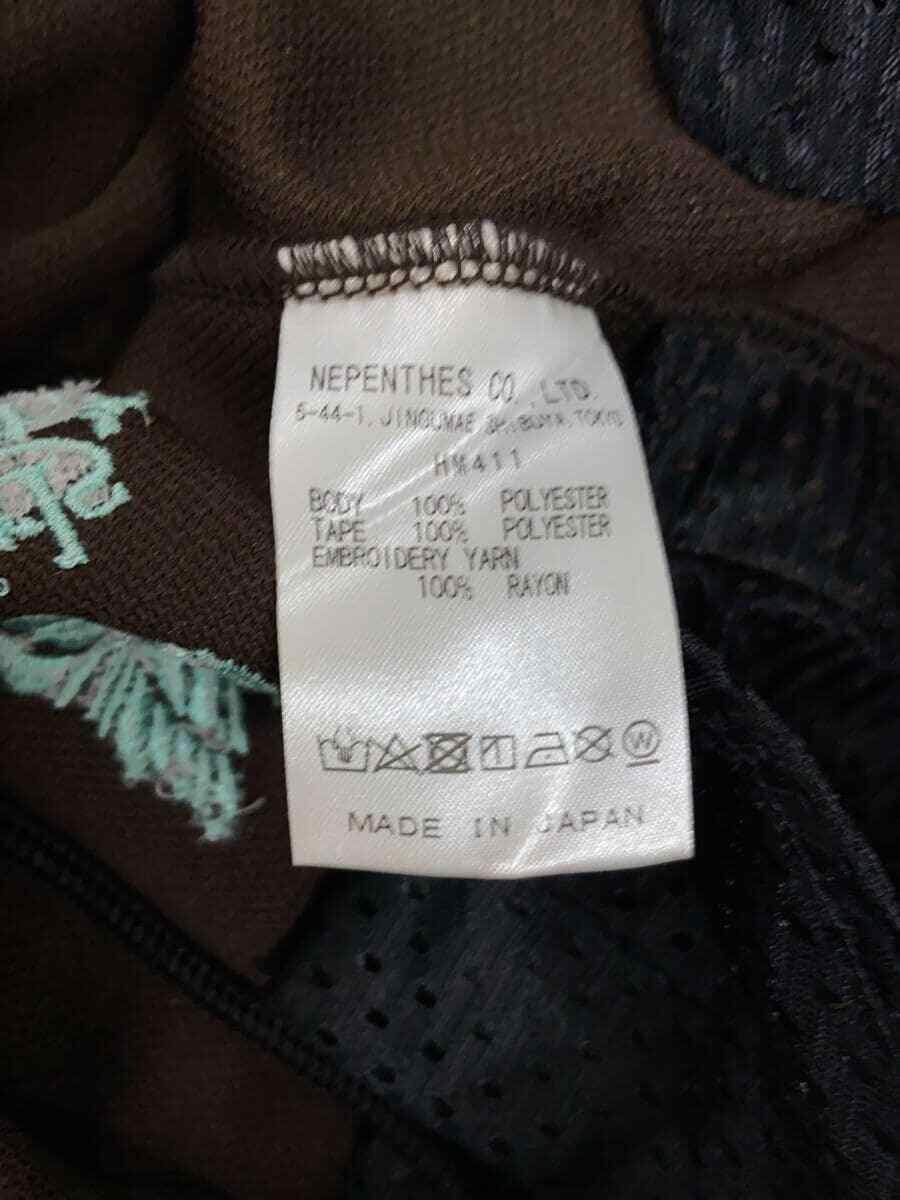 NEPENTHES CO.,LTD.
5-44-1, JINGUMAE SHIBUYA, TOKYO
HM411
BODY 100% POLYESTER
TAPE 100% POLYESTER
EMBROIDERY YARN
100% RAYON
W
MADE IN JAPAN